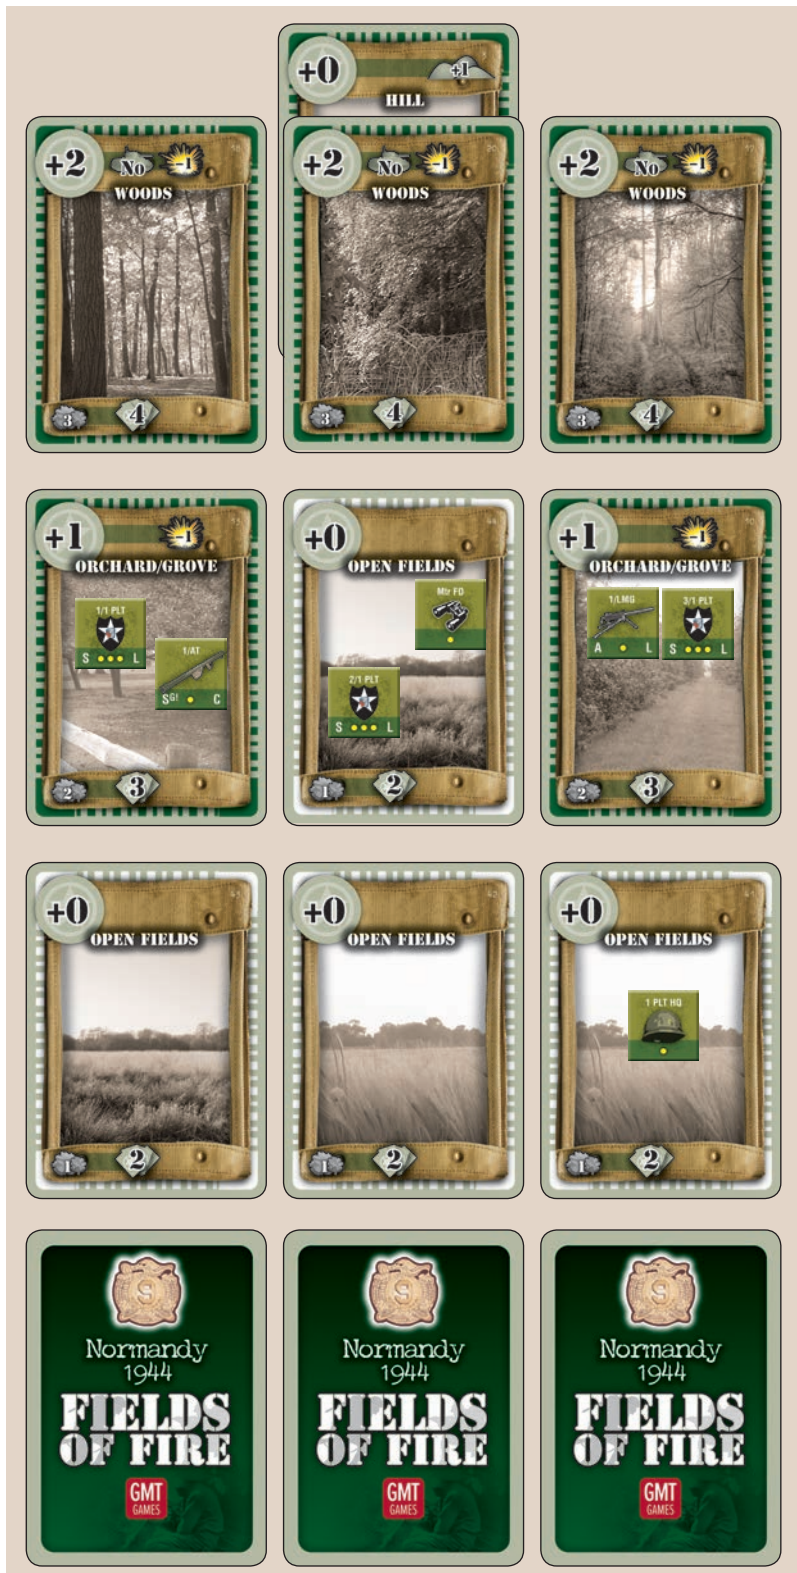 +0 +1
HILL
+2 No -1
WOODS
3 4
+2 No -1
WOODS
3 4
+2 No -1
WOODS
3 4
+1 -1
ORCHARD/GROVE
1/1 PLT
S L
1/AT
SG! C
2 3
+0
OPEN FIELDS
Mtr FO
2/1 PLT
S L
1 2
+1 -1
ORCHARD/GROVE
1/LMG
A L
3/1 PLT
S L
2 3
+0
OPEN FIELDS
1 2
+0
OPEN FIELDS
1 2
+0
OPEN FIELDS
1 PLT HQ
1 2
Normandy
1944
FIELDS
OF FIRE
GMT
GAMES
Normandy
1944
FIELDS
OF FIRE
GMT
GAMES
Normandy
1944
FIELDS
OF FIRE
GMT
GAMES